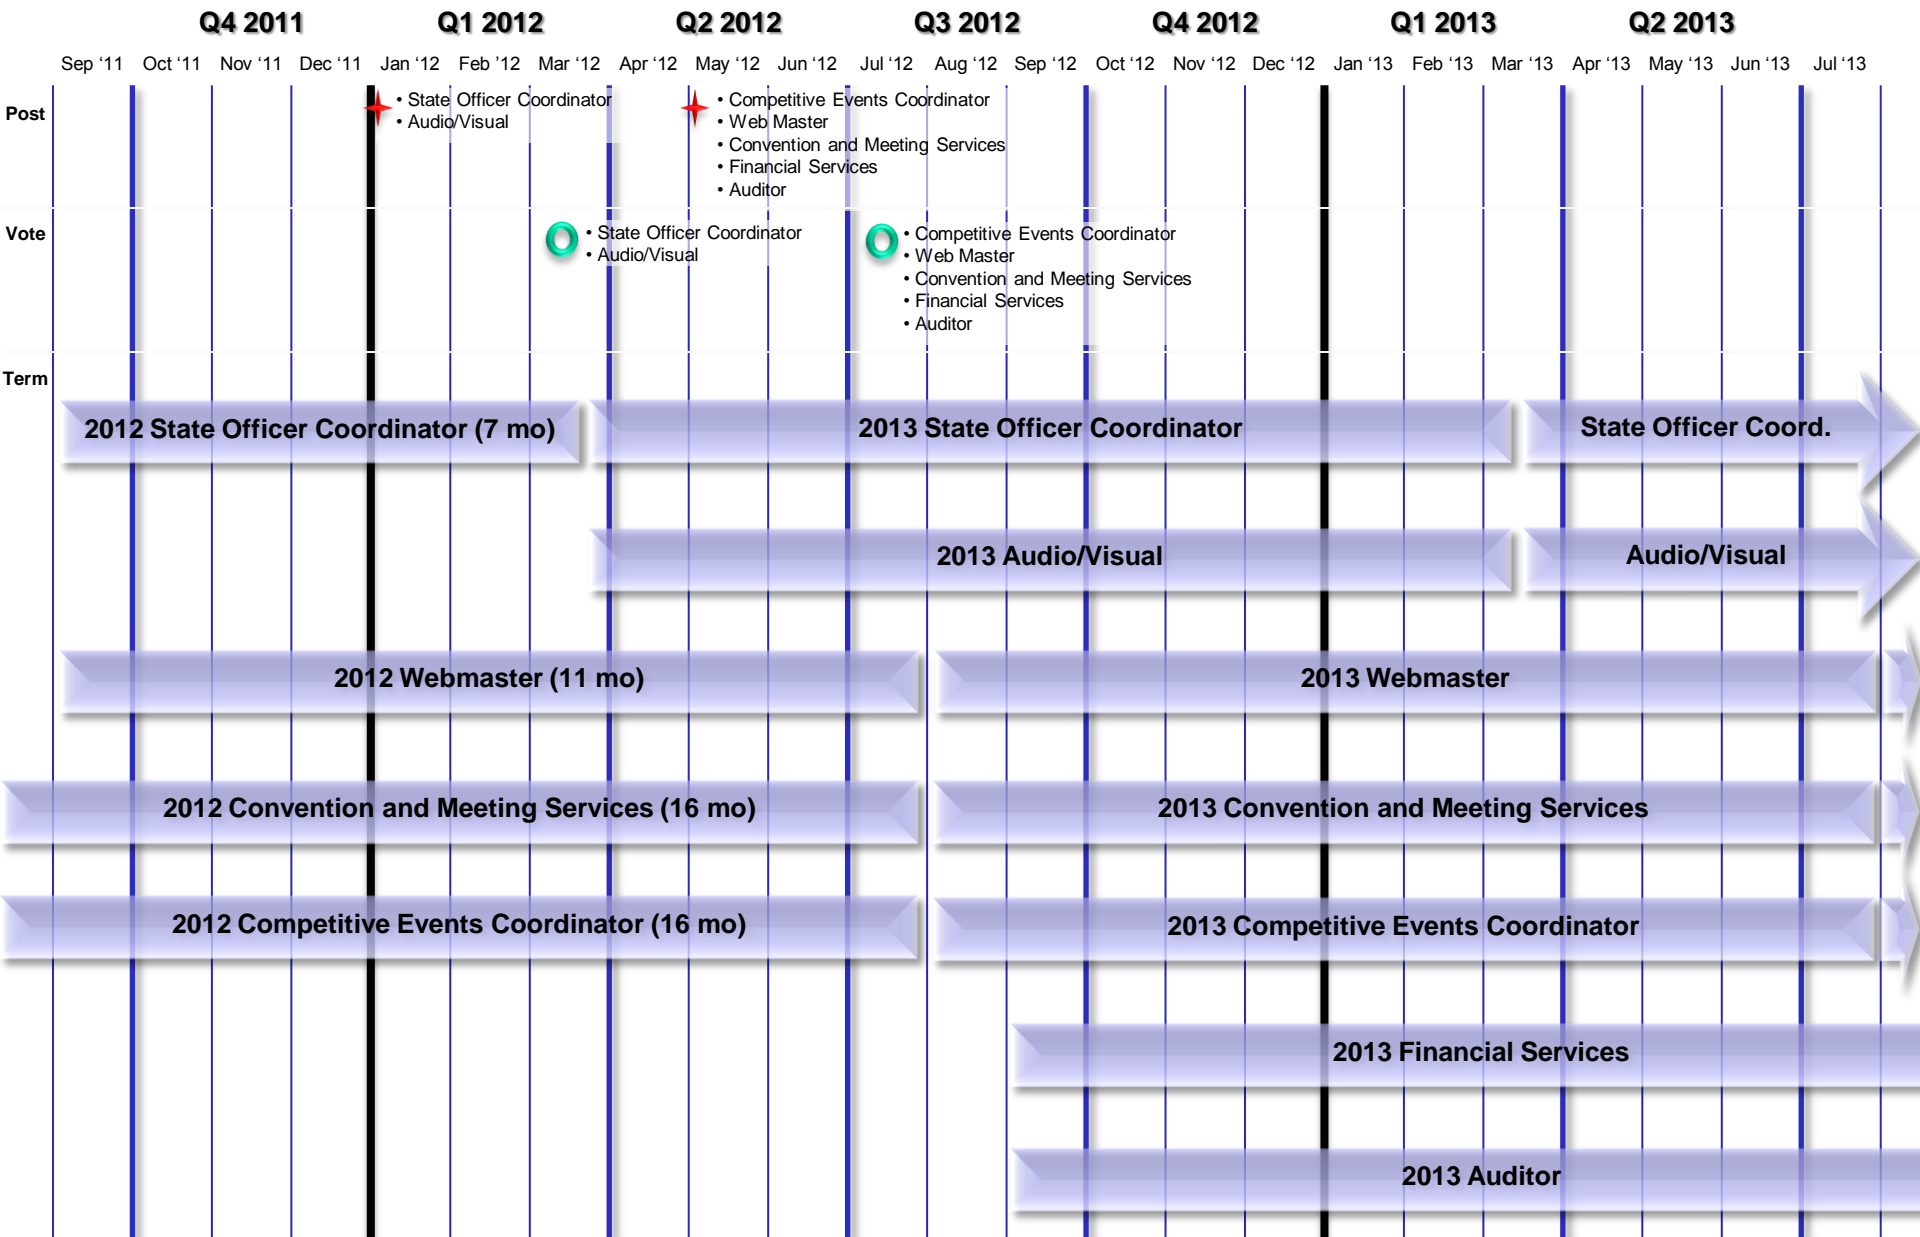 Q4 2011 Q1 2012 Q2 2012 Q3 2012 Q4 2012 Q1 2013 Q2 2013
Sep ‘11 Oct ‘11 Nov ‘11 Dec ‘11 Jan ‘12 Feb ‘12 Mar ‘12 Apr ‘12 May ‘12 Jun ‘12 Jul ‘12 Aug ‘12 Sep ‘12 Oct ‘12 Nov ‘12 Dec ‘12 Jan ‘13 Feb ‘13 Mar ‘13 Apr ‘13 May ‘13 Jun ‘13 Jul ‘13
Post
• State Officer Coordinator
• Audio/Visual
• Competitive Events Coordinator
• Web Master
• Convention and Meeting Services
• Financial Services
• Auditor
Vote
• State Officer Coordinator
• Audio/Visual
• Competitive Events Coordinator
• Web Master
• Convention and Meeting Services
• Financial Services
• Auditor
Term
2012 State Officer Coordinator (7 mo) 2013 State Officer Coordinator State Officer Coord.
2013 Audio/Visual Audio/Visual
2012 Webmaster (11 mo) 2013 Webmaster
2012 Convention and Meeting Services (16 mo) 2013 Convention and Meeting Services
2012 Competitive Events Coordinator (16 mo) 2013 Competitive Events Coordinator
2013 Financial Services
2013 Auditor